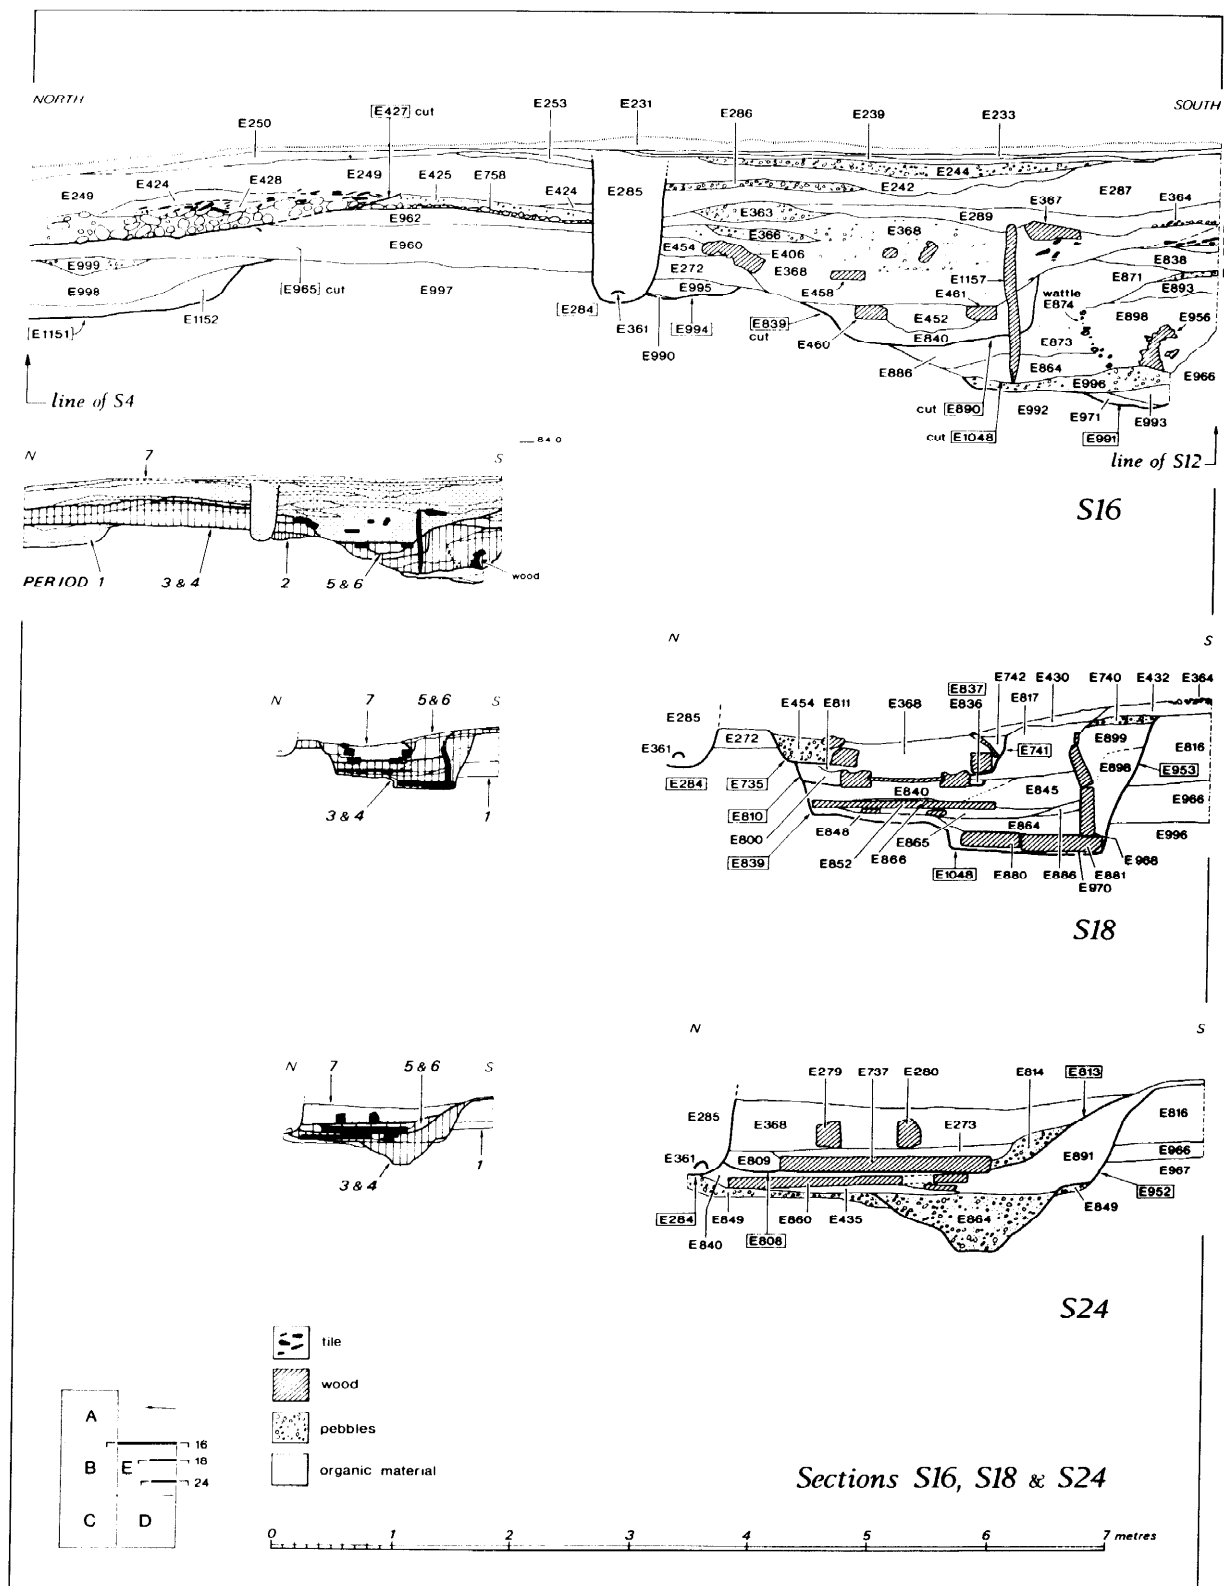 NORTH
SOUTH
E250
[E427] cut
E253
E231
E286
E239
E233
E249
E424
E428
E249
E425
E758
E424
E285
E244
E242
E287
E364
E367
E962
E363
E289
E366
E368
E960
E454
E406
E368
E838
E999
E272
E1157
E871
E893
E998
[E965] cut
E997
E995
E458
E461
wattle
E874
E898
E956
E1152
[E1151]
[E284]
E361
[E994]
E839
cut
E452
E460
E840
E873
E990
E886
E864
E996
E966
line of S4
cut E890
E992
E971
E993
cut E1048
E991
line of S12
84·0
N
7
S
S16
PERIOD 1
3 & 4
2
5 & 6
wood
N
S
N
7
5 & 6
S
3 & 4
1
E837
E742
E430
E740
E432
E364
E454
E811
E368
E836
E817
E285
E272
E899
E361
E741
E816
E898
E953
E284
E735
E840
E845
E966
E810
E800
E848
E865
E864
E996
E839
E852
E866
E968
E1048
E880
E886
E881
E970
S18
N
S
N
7
5 & 6
S
3 & 4
1
E279
E737
E280
E814
E813
E285
E368
E273
E816
E361
E809
E891
E966
E967
E952
E284
E849
E860
E435
E864
E849
E840
E808
S24
tile
wood
pebbles
organic material
A
16
B
E
18
24
C
D
Sections S16, S18 & S24
0 1 2 3 4 5 6 7 metres